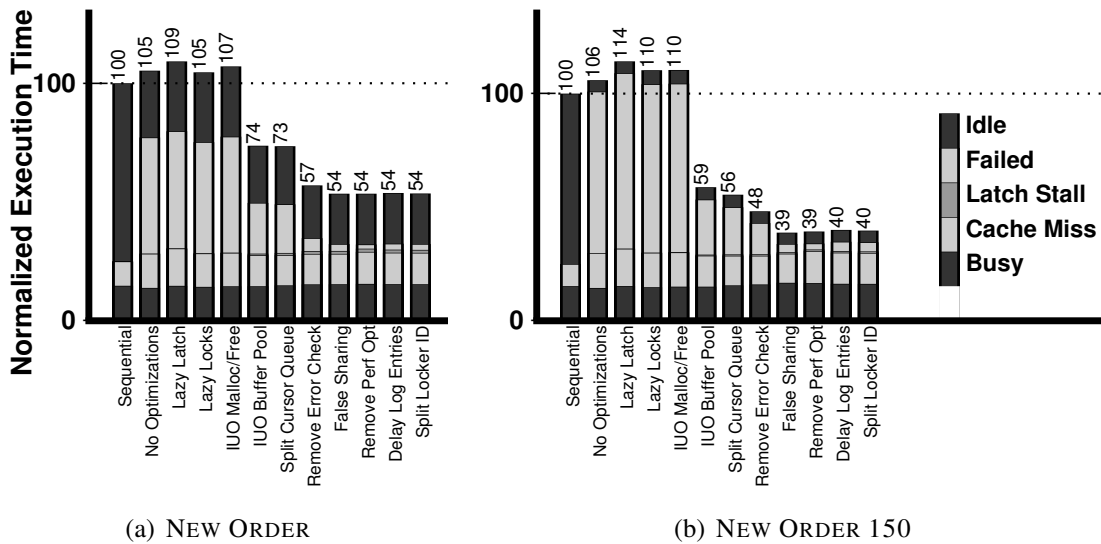 Normalized Execution Time
100
0
100
105
109
105
107
74
73
57
54
54
54
54
Sequential
No Optimizations
Lazy Latch
Lazy Locks
IUO Malloc/Free
IUO Buffer Pool
Split Cursor Queue
Remove Error Check
False Sharing
Remove Perf Opt
Delay Log Entries
Split Locker ID
(a) NEW ORDER
100
0
100
106
114
110
110
59
56
48
39
39
40
40
Sequential
No Optimizations
Lazy Latch
Lazy Locks
IUO Malloc/Free
IUO Buffer Pool
Split Cursor Queue
Remove Error Check
False Sharing
Remove Perf Opt
Delay Log Entries
Split Locker ID
Idle
Failed
Latch Stall
Cache Miss
Busy
(b) NEW ORDER 150